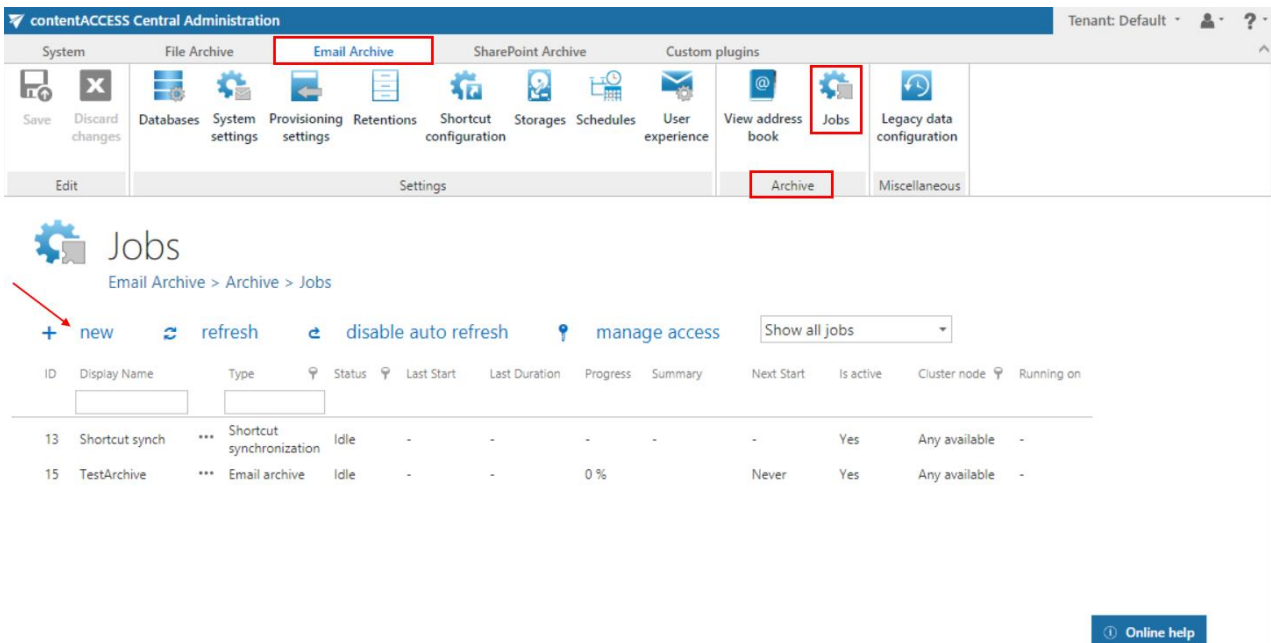 contentACCESS Central Administration
Tenant: Default
?
System File Archive Email Archive SharePoint Archive Custom plugins
Save Discard changes Databases System settings Provisioning settings Retentions Shortcut configuration Storages Schedules User experience View address book Jobs Legacy data configuration
Edit Settings Archive Miscellaneous
Jobs
Email Archive > Archive > Jobs
+ new refresh disable auto refresh manage access Show all jobs
ID Display Name Type Status Last Start Last Duration Progress Summary Next Start Is active Cluster node Running on
13 Shortcut synch ••• Shortcut synchronization Idle - - - - - Yes Any available -
15 TestArchive ••• Email archive Idle - - 0 % Never Yes Any available -
Online help